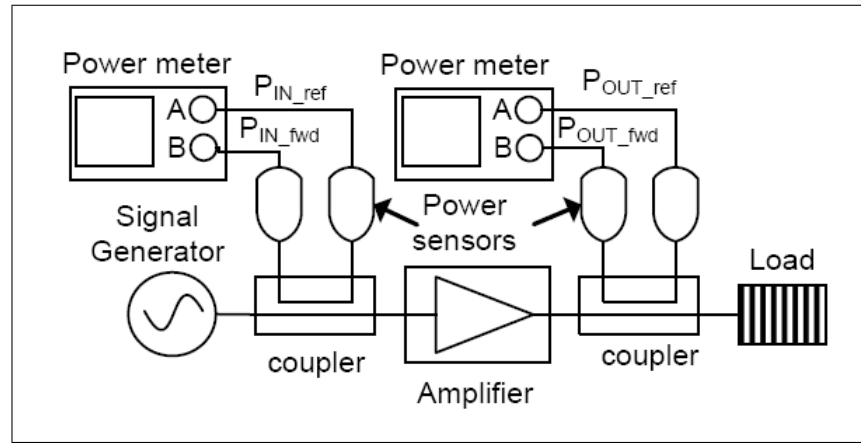 Power meter
A
B
P_IN_ref
P_IN_fwd
Power meter
A
B
P_OUT_ref
P_OUT_fwd
Signal
Generator
Power
sensors
Load
coupler
Amplifier
coupler